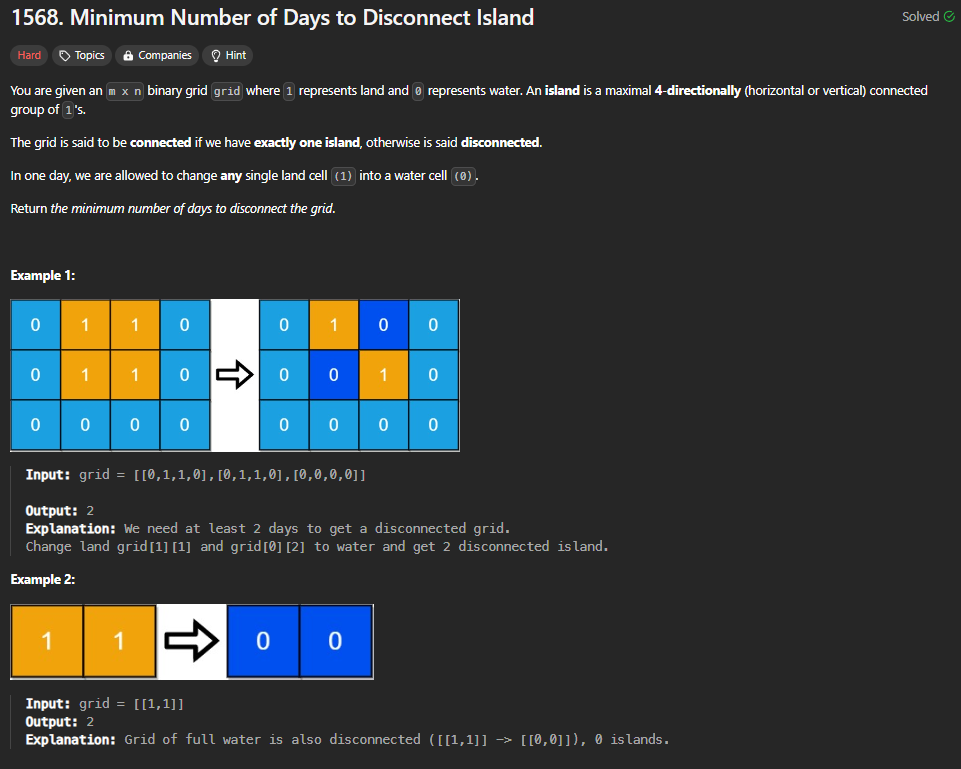 1568. Minimum Number of Days to Disconnect Island
Solved
Hard Topics Companies Hint
You are given an m x n binary grid grid where 1 represents land and 0 represents water. An island is a maximal 4-directionally (horizontal or vertical) connected
group of 1's.
The grid is said to be connected if we have exactly one island, otherwise is said disconnected.
In one day, we are allowed to change any single land cell (1) into a water cell (0).
Return the minimum number of days to disconnect the grid.
Example 1:
0 1 1 0 0 1 0 0
0 1 1 0 0 0 1 0
0 0 0 0 0 0 0 0
Input: grid = [[0,1,1,0],[0,1,1,0],[0,0,0,0]]
Output: 2
Explanation: We need at least 2 days to get a disconnected grid.
Change land grid[1][1] and grid[0][2] to water and get 2 disconnected island.
Example 2:
1 1 0 0
Input: grid = [[1,1]]
Output: 2
Explanation: Grid of full water is also disconnected ([[1,1]] -> [[0,0]]), 0 islands.